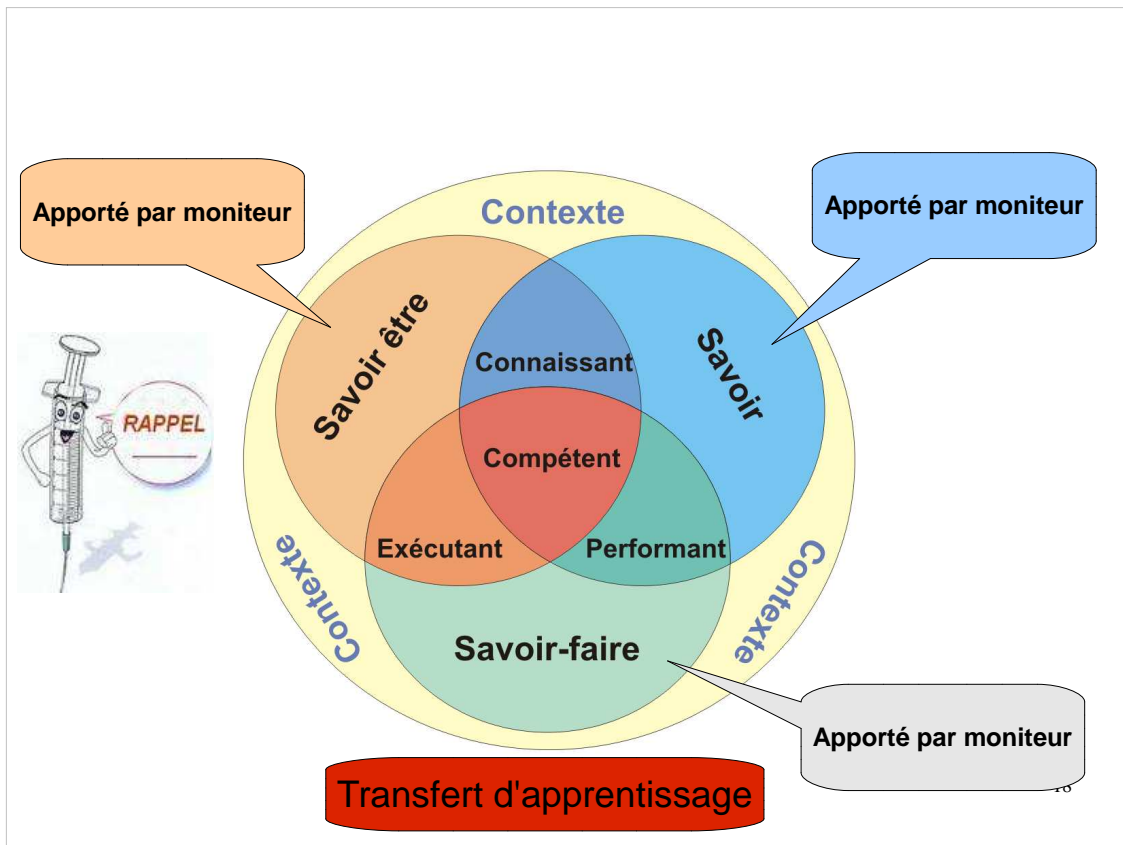 Apporté par moniteur
Apporté par moniteur
Contexte
Savoir être
Savoir
Connaissant
RAPPEL
Compétent
Exécutant
Performant
Contexte
Contexte
Savoir-faire
Apporté par moniteur
Transfert d'apprentissage